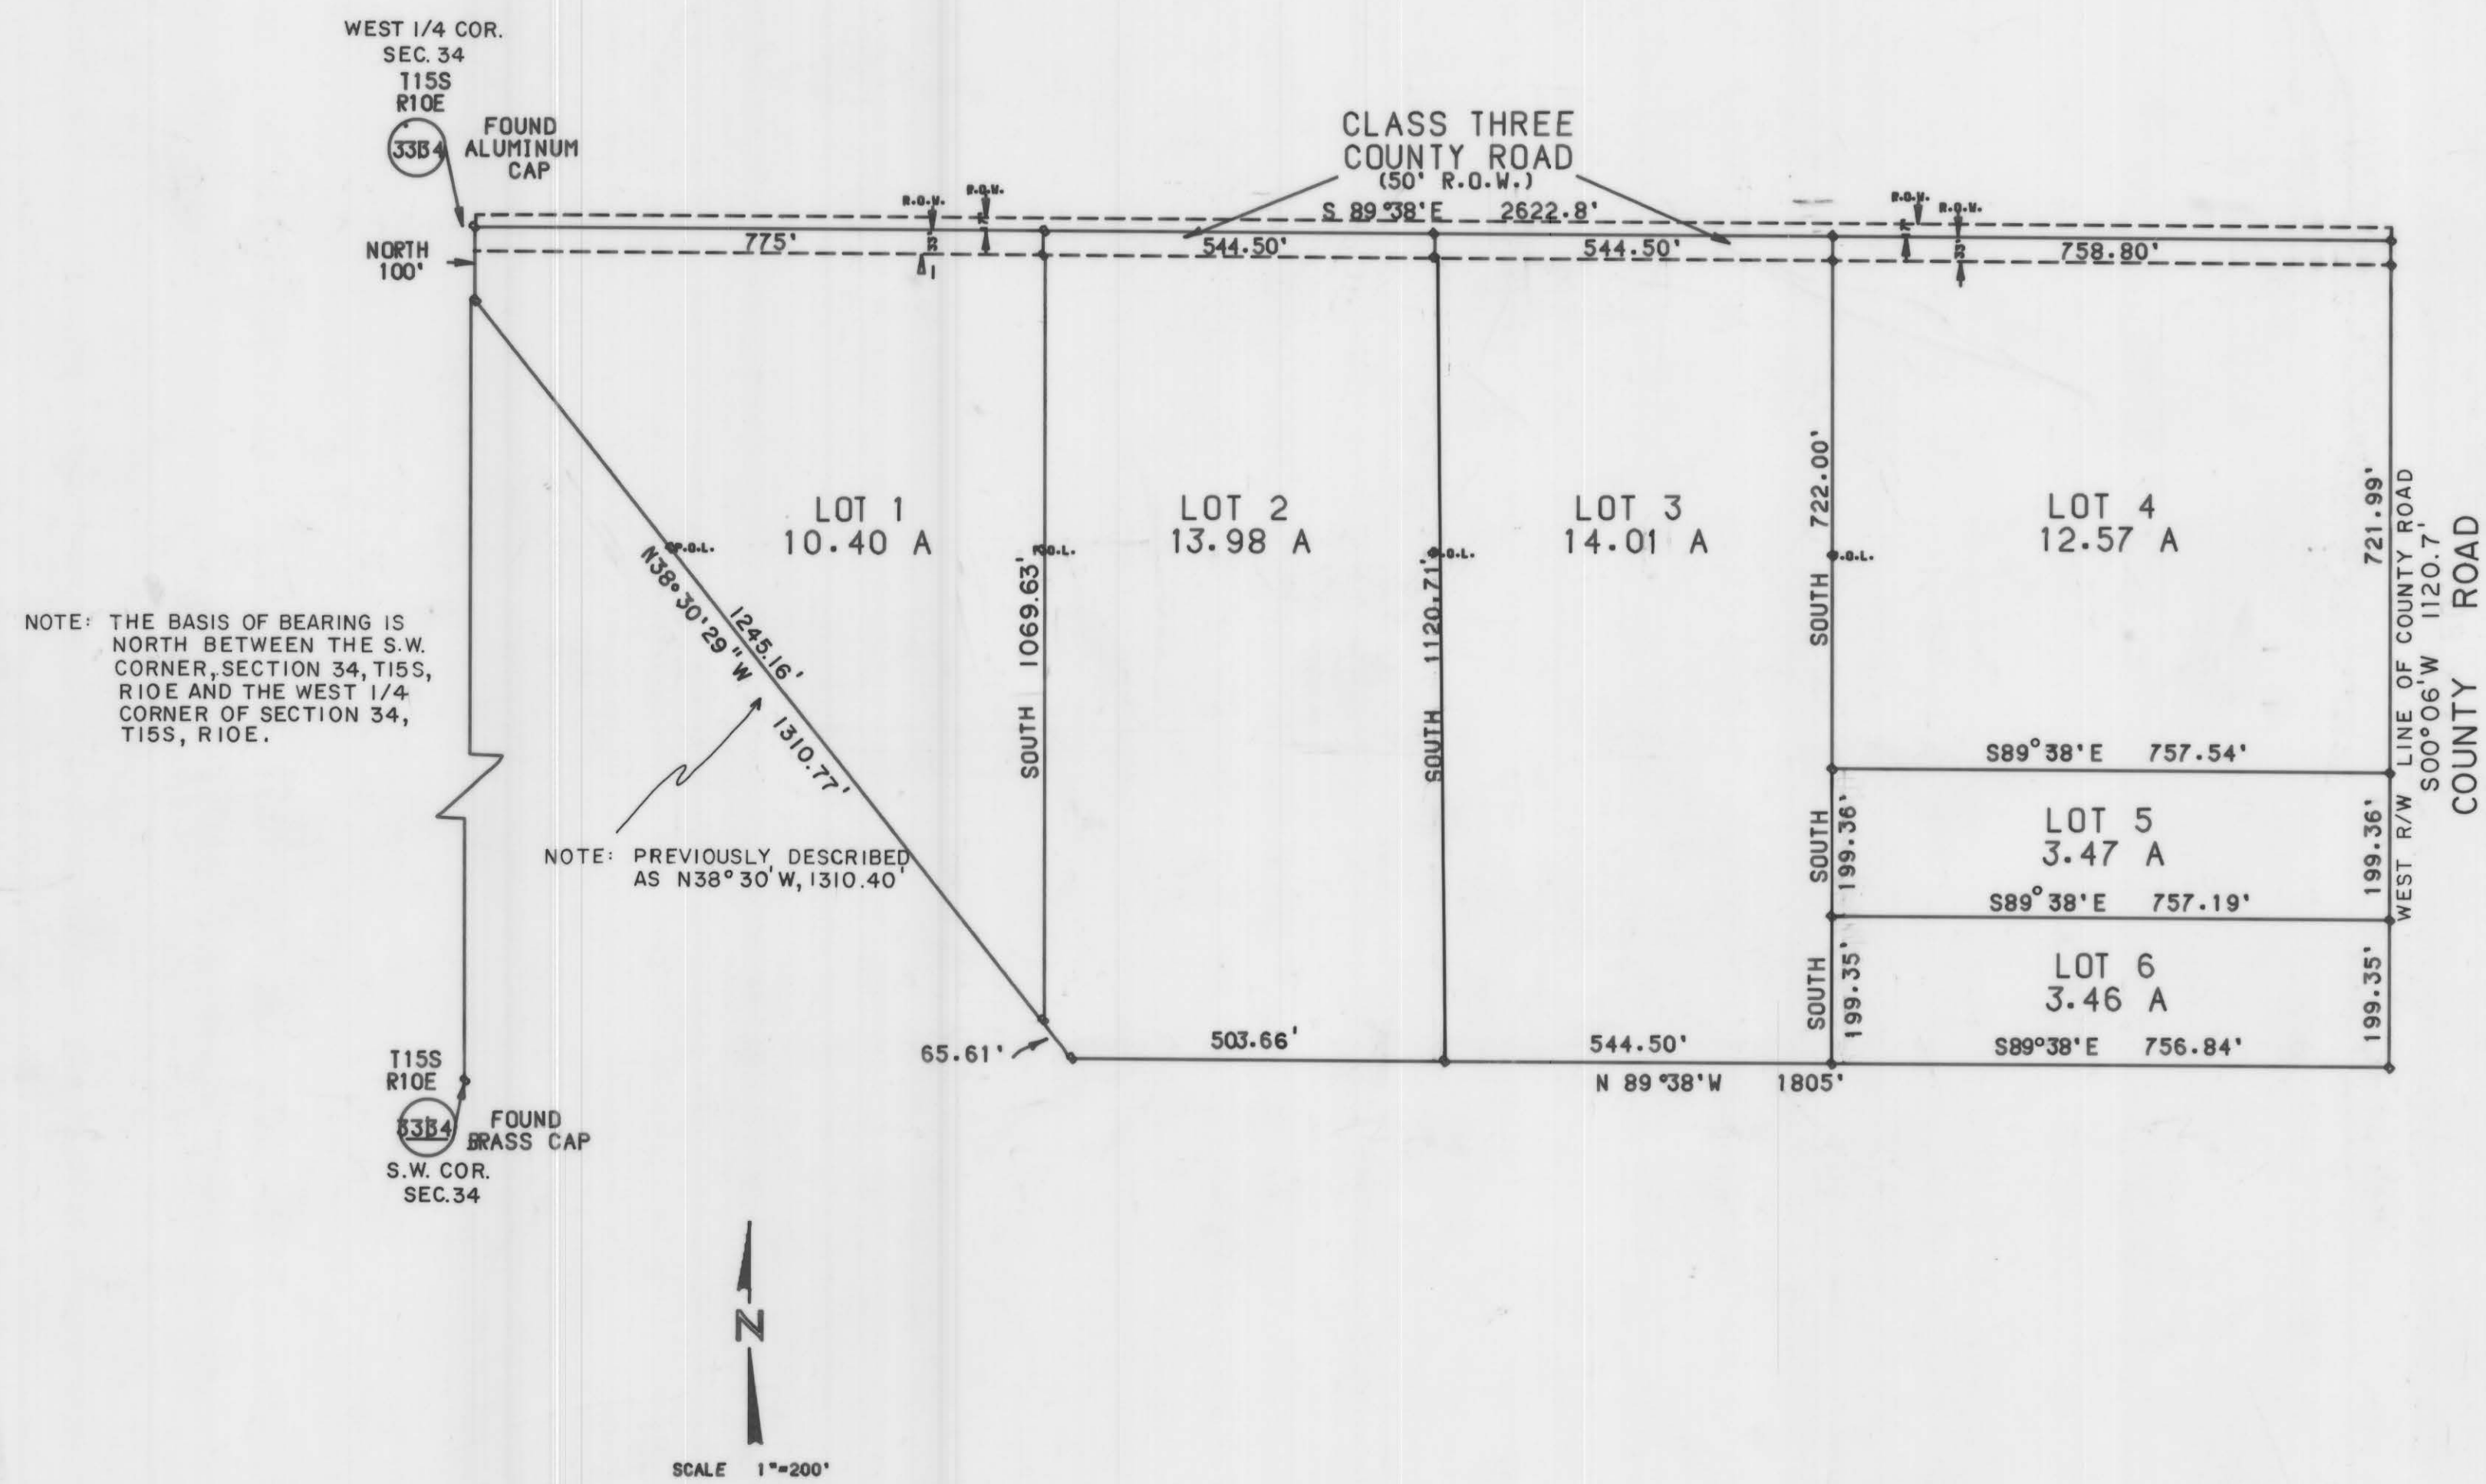 WEST 1/4 COR.
SEC. 34
T15S
R10E
FOUND
ALUMINUM
CAP
NORTH
100'
CLASS THREE
COUNTY ROAD
(50' R.O.W.)
S 89°38'E 2622.8'
R.O.W.
R.O.W.
R.O.W.
R.O.W.
775'
544.50'
544.50'
758.80'
33'
LOT 1
10.40 A
LOT 2
13.98 A
LOT 3
14.01 A
LOT 4
12.57 A
P.O.L.
N38°30'29"W
1245.16'
1310.77'
SOUTH 1069.63'
SOUTH 1120.71'
SOUTH 722.00'
721.99'
WEST R/W LINE OF COUNTY ROAD
S00°06'W 1120.7'
COUNTY ROAD
NOTE: THE BASIS OF BEARING IS
NORTH BETWEEN THE S.W.
CORNER, SECTION 34, T15S,
R10E AND THE WEST 1/4
CORNER OF SECTION 34,
T15S, R10E.
NOTE: PREVIOUSLY DESCRIBED
AS N38°30'W, 1310.40'
S89°38'E 757.54'
LOT 5
3.47 A
SOUTH
199.36'
199.36'
S89°38'E 757.19'
LOT 6
3.46 A
SOUTH
199.35'
199.35'
S89°38'E 756.84'
65.61'
503.66'
544.50'
N 89°38'W 1805'
T15S
R10E
FOUND
BRASS CAP
S.W. COR.
SEC.34
N
SCALE 1"=200'